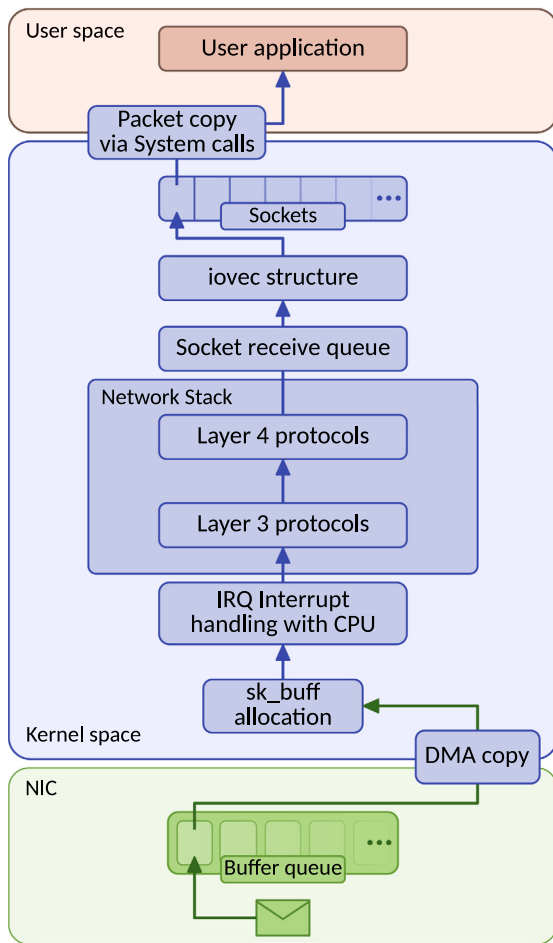 User space
User application
Packet copy
via System calls
•••
Sockets
iovec structure
Socket receive queue
Network Stack
Layer 4 protocols
Layer 3 protocols
IRQ Interrupt
handling with CPU
sk_buff
allocation
Kernel space
DMA copy
NIC
•••
Buffer queue